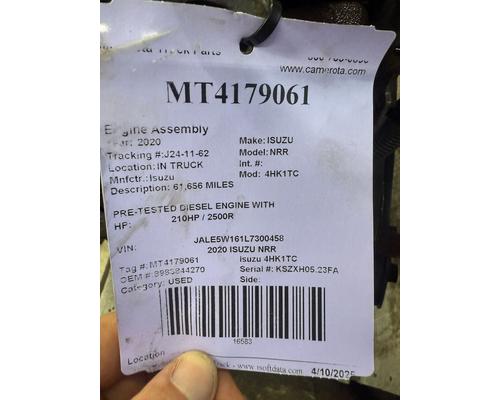 Truck Parts
www.camerota.com
MT4179061
Engine Assembly
2020
Make: ISUZU
Tracking #:J24-11-62
Model: NRR
Location: IN TRUCK
Int. #:
Mnfctr.: Isuzu
Mod: 4HK1TC
Description: 61,656 MILES
PRE-TESTED DIESEL ENGINE WITH
HP: 210HP / 2500R
VIN: JALE5W161L7300458
2020 ISUZU NRR
Tag #: MT4179061
isuzu 4HK1TC
OEM #: 8983844270
Serial #: KSZXH05.23FA
Category: USED
Side:
16583
Location
- www.isoftdata.com
4/10/2025